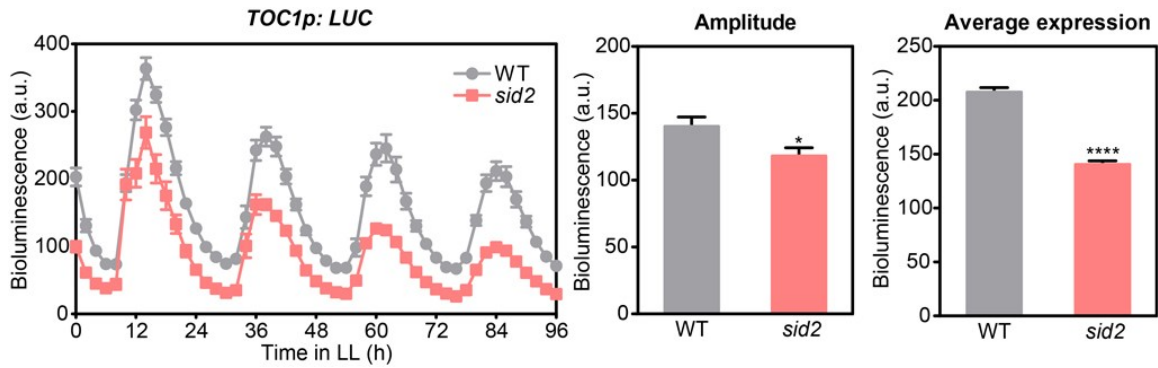 TOC1p: LUC
Bioluminescence (a.u.)
400
300
200
100
0
WT
sid2
0 12 24 36 48 60 72 84 96
Time in LL (h)
Amplitude
Bioluminescence (a.u.)
200
150
100
50
0
*
WT sid2
Average expression
Bioluminescence (a.u.)
250
200
150
100
50
0
****
WT sid2